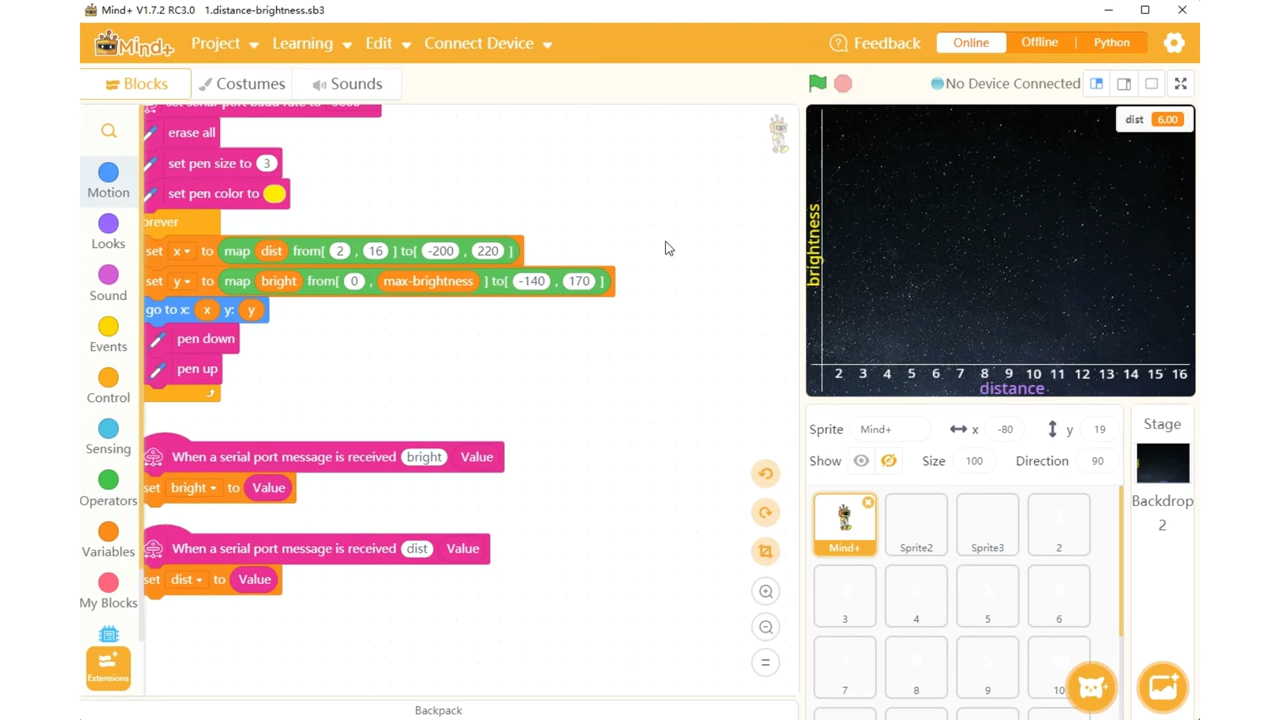 Mind+ V1.7.2 RC3.0 1.distance-brightness.sb3
Mind+ Project Learning Edit Connect Device Feedback Online Offline Python
Blocks Costumes Sounds No Device Connected
Motion
Looks
Sound
Events
Control
Sensing
Operators
Variables
My Blocks
Extensions
erase all
set pen size to 3
set pen color to
set x to map dist from[ 2 , 16 ] to[ -200 , 220 ]
set y to map bright from[ 0 , max-brightness ] to[ -140 , 170 ]
go to x: x y: y
pen down
pen up
When a serial port message is received bright Value
set bright to Value
When a serial port message is received dist Value
set dist to Value
Backpack
dist 6.00
brightness
2 3 4 5 6 7 8 9 10 11 12 13 14 15 16
distance
Sprite Mind+ x -80 y 19
Show Size 100 Direction 90
Mind+ Sprite2 Sprite3 2
3 4 5 6
7 8 9 10
Stage
Backdrop
2